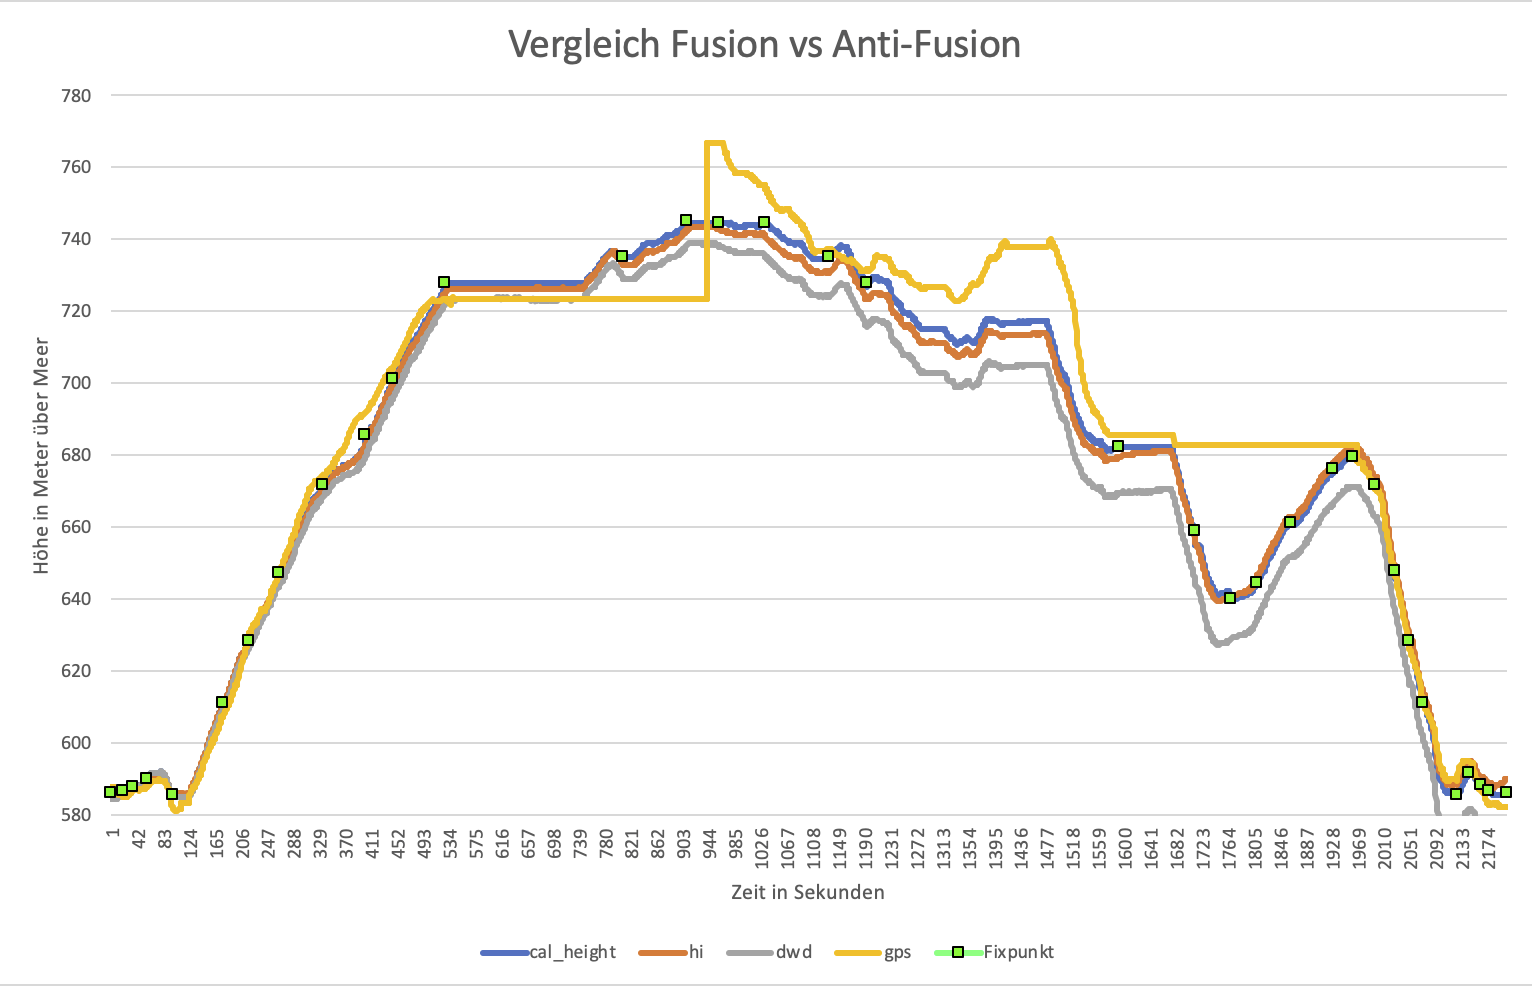 Vergleich Fusion vs Anti-Fusion
780
760
740
720
700
680
660
640
620
600
580
Höhe in Meter über Meer
1 42 83 124 165 206 247 288 329 370 411 452 493 534 575 616 657 698 739 780 821 862 903 944 985 1026 1067 1108 1149 1190 1231 1272 1313 1354 1395 1436 1477 1518 1559 1600 1641 1682 1723 1764 1805 1846 1887 1928 1969 2010 2051 2092 2133 2174
Zeit in Sekunden
cal_height hi dwd gps Fixpunkt